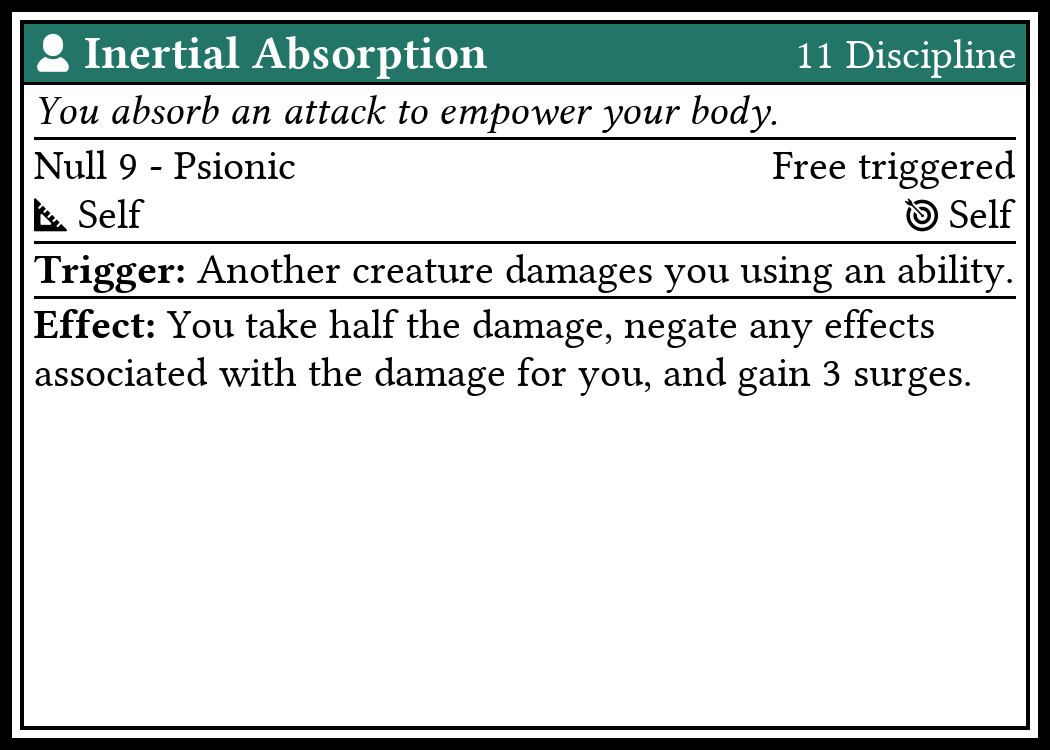 Inertial Absorption 11 Discipline
You absorb an attack to empower your body.
Null 9 - Psionic Free triggered
Self Self
Trigger: Another creature damages you using an ability.
Effect: You take half the damage, negate any effects
associated with the damage for you, and gain 3 surges.